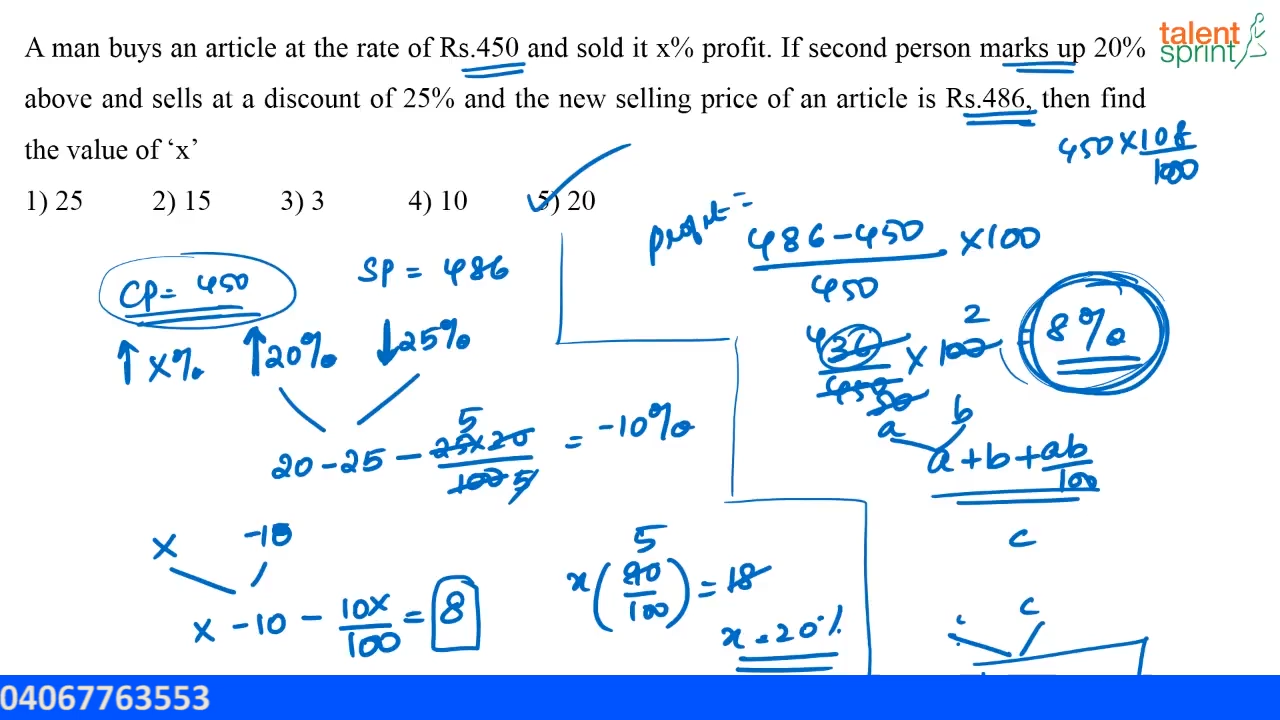 talent
sprint
A man buys an article at the rate of Rs.450 and sold it x% profit. If second person marks up 20%
above and sells at a discount of 25% and the new selling price of an article is Rs.486, then find
the value of ‘x’
1) 25 2) 15 3) 3 4) 10 5) 20
450 × 108/100
profit = 486 - 450 / 450 × 100
CP = 450 SP = 486
↑ x% ↑ 20% ↓ 25%
36/450 × 100 2 = 8%
20 - 25 - 25×20/100 5 5 = -10%
a b
a + b + ab/100
c
x -10
x - 10 - 10x/100 = 8
x (90/100) = 18 5
x = 20%
c
04067763553